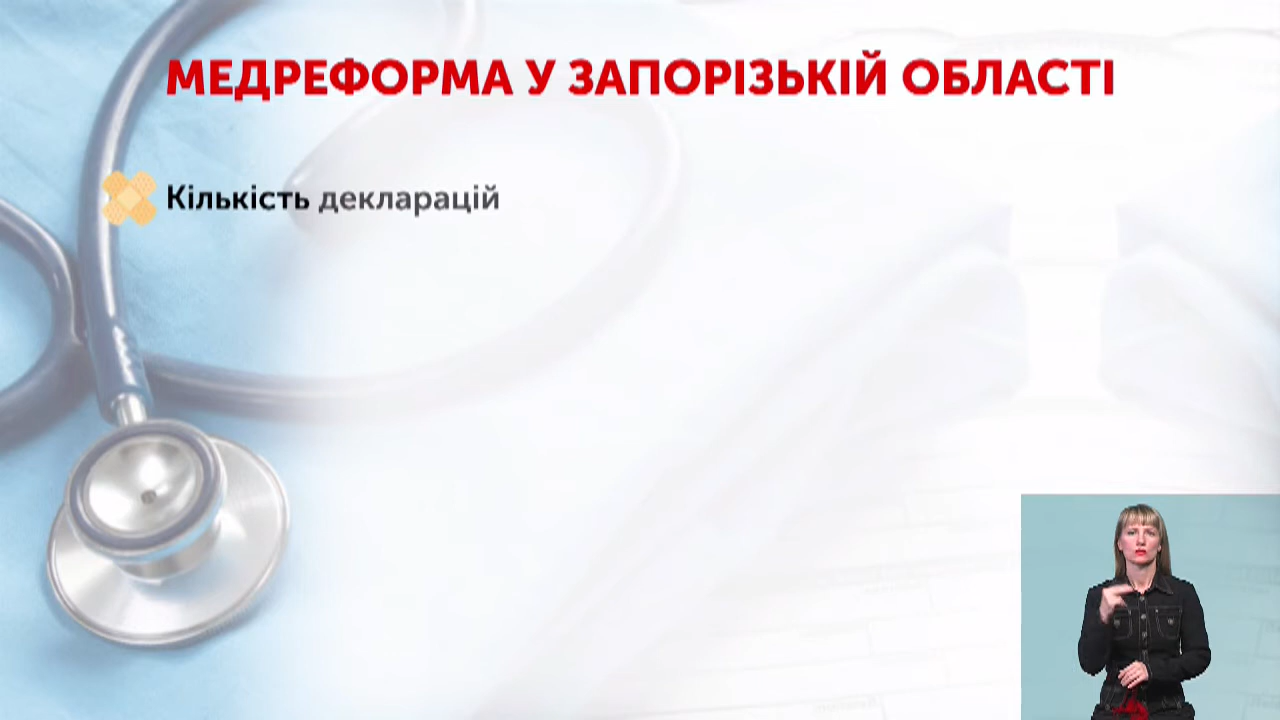 МЕДРЕФОРМА У ЗАПОРІЗЬКІЙ ОБЛАСТІ
Кількість декларацій